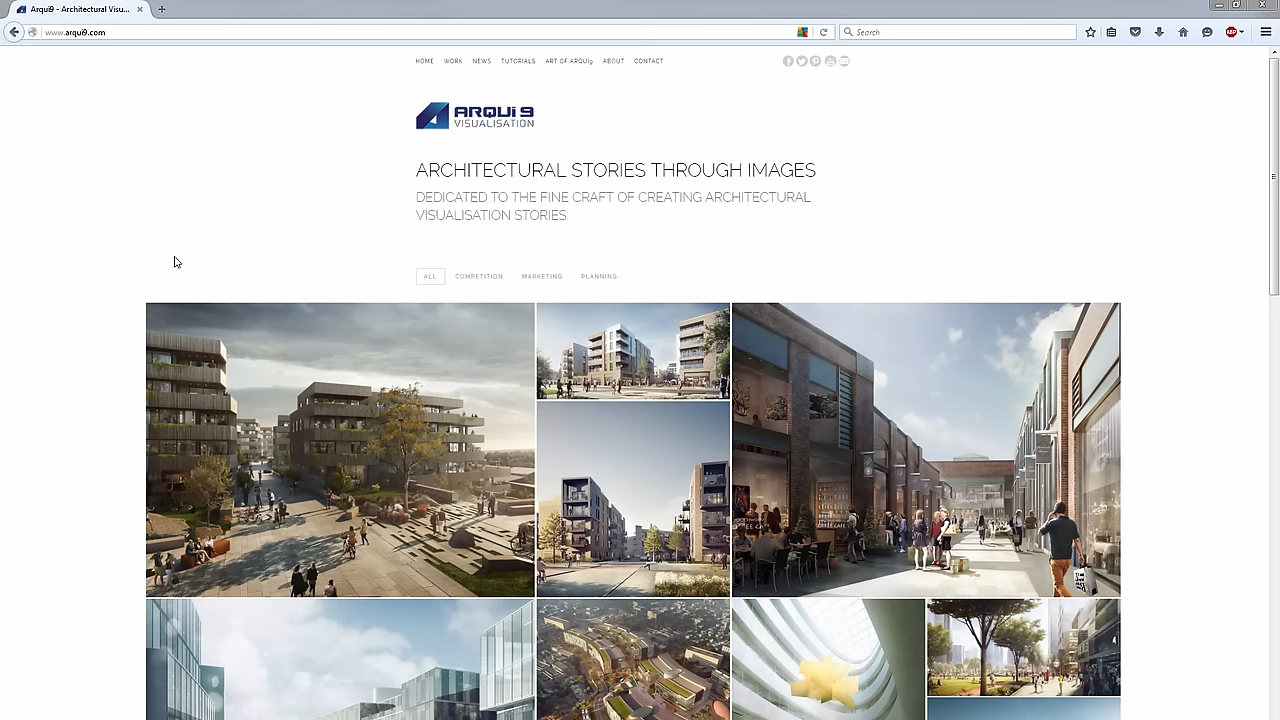 Arqui9 - Architectural Visu...
www.arqui9.com
Search
ABP
HOME WORK NEWS TUTORIALS ART OF ARQUI9 ABOUT CONTACT
ARQUi 9
VISUALISATION
ARCHITECTURAL STORIES THROUGH IMAGES
DEDICATED TO THE FINE CRAFT OF CREATING ARCHITECTURAL
VISUALISATION STORIES.
ALL COMPETITION MARKETING PLANNING